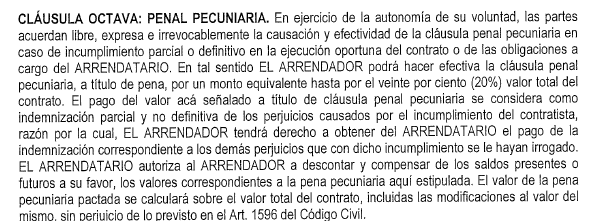 CLÁUSULA OCTAVA: PENAL PECUNIARIA. En ejercicio de la autonomía de su voluntad, las partes
acuerdan libre, expresa e irrevocablemente la causación y efectividad de la cláusula penal pecuniaria en
caso de incumplimiento parcial o definitivo en la ejecución oportuna del contrato o de las obligaciones a
cargo del ARRENDATARIO. En tal sentido EL ARRENDADOR podrá hacer efectiva la cláusula penal
pecuniaria, a título de pena, por un monto equivalente hasta por el veinte por ciento (20%) valor total del
contrato. El pago del valor acá señalado a título de cláusula penal pecuniaria se considera como
indemnización parcial y no definitiva de los perjuicios causados por el incumplimiento del contratista,
razón por la cual, EL ARRENDADOR tendrá derecho a obtener del ARRENDATARIO el pago de la
indemnización correspondiente a los demás perjuicios que con dicho incumplimiento se le hayan irrogado.
EL ARRENDATARIO autoriza al ARRENDADOR a descontar y compensar de los saldos presentes o
futuros a su favor, los valores correspondientes a la pena pecuniaria aquí estipulada. El valor de la pena
pecuniaria pactada se calculará sobre el valor total del contrato, incluidas las modificaciones al valor del
mismo, sin perjuicio de lo previsto en el Art. 1596 del Código Civil.